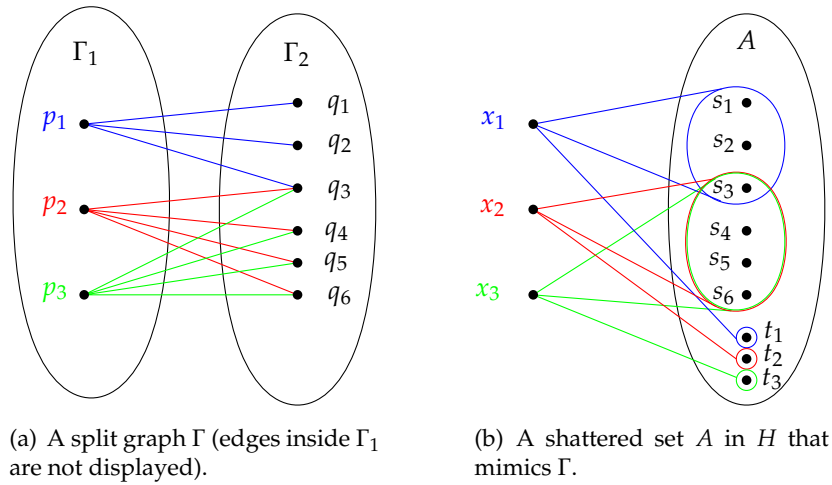 Γ₁
Γ₂
p₁
p₂
p₃
q₁
q₂
q₃
q₄
q₅
q₆
A
x₁
x₂
x₃
s₁
s₂
s₃
s₄
s₅
s₆
t₁
t₂
t₃
(a) A split graph Γ (edges inside Γ₁
are not displayed).
(b) A shattered set A in H that
mimics Γ.